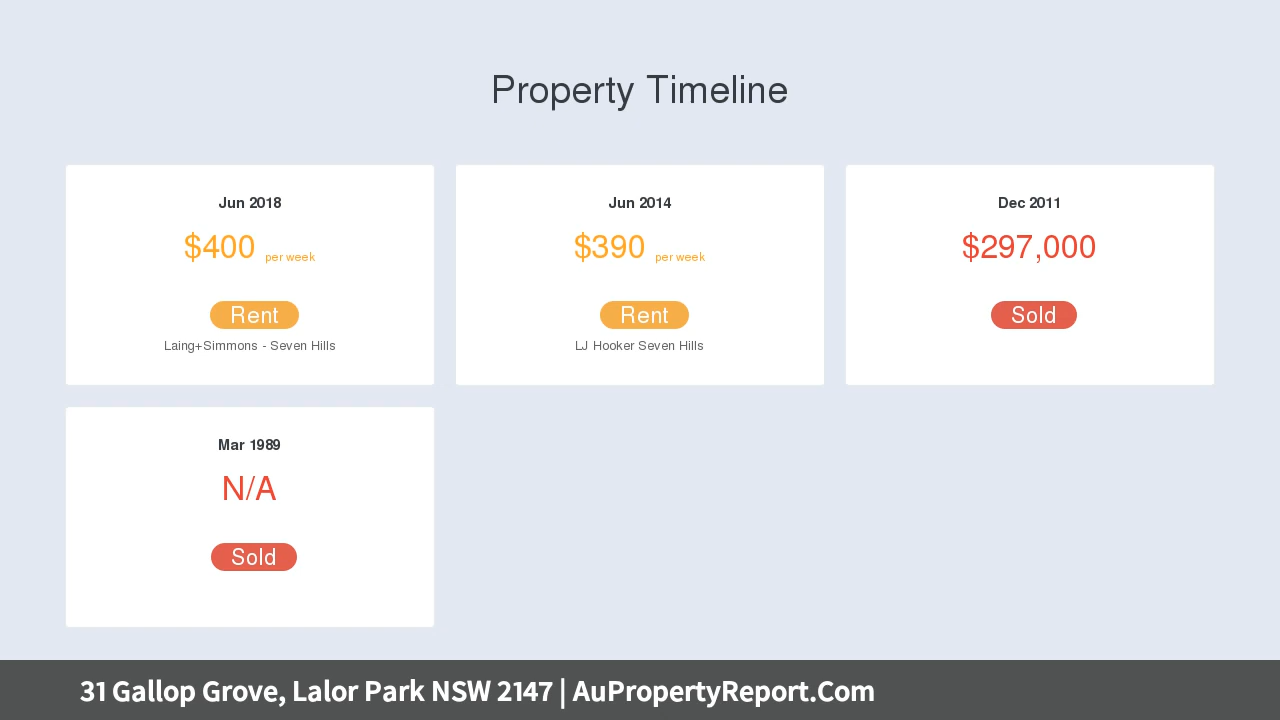 Property Timeline
Jun 2018
$400 per week
Rent
Laing+Simmons - Seven Hills
Jun 2014
$390 per week
Rent
LJ Hooker Seven Hills
Dec 2011
$297,000
Sold
Mar 1989
N/A
Sold
31 Gallop Grove, Lalor Park NSW 2147 | AuPropertyReport.Com